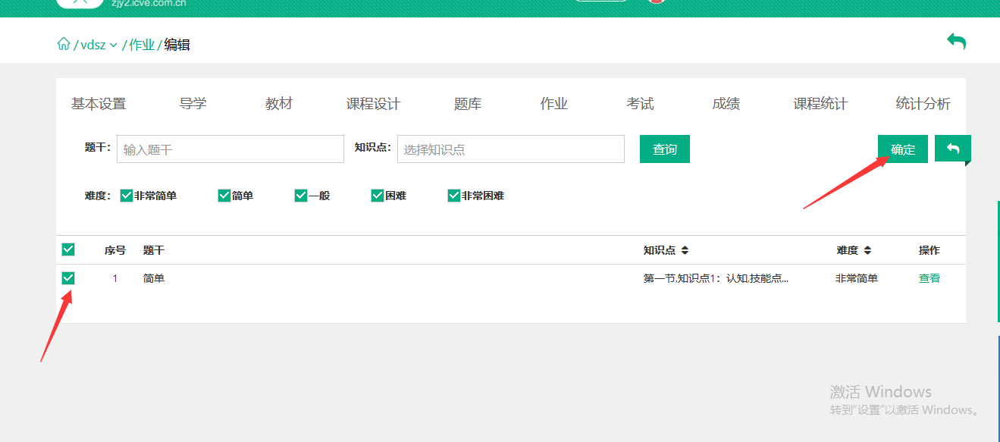 zjy2.icve.com.cn
/ vdsz / 作业 / 编辑
基本设置 导学 教材 课程设计 题库 作业 考试 成绩 课程统计 统计分析
题干： 输入题干 知识点： 选择知识点 查询 确定
难度： 非常简单 简单 一般 困难 非常困难
序号 题干 知识点 难度 操作
1 简单 第一节,知识点1：认知,技能点... 非常简单 查看
激活 Windows
转到"设置"以激活 Windows。